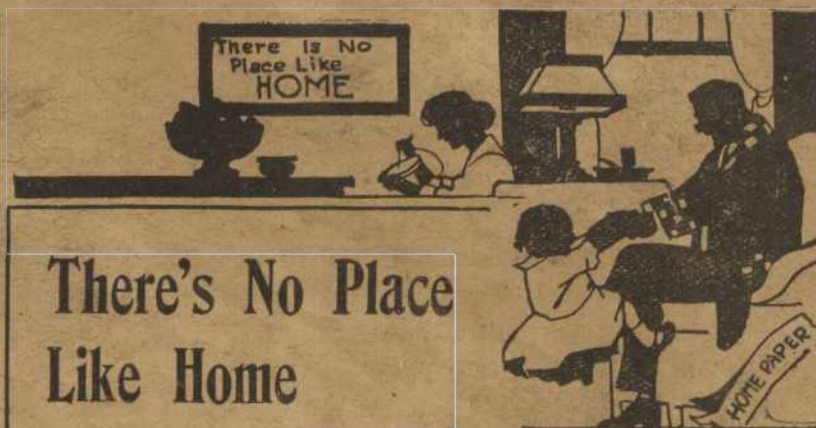 There Is No
Place Like
HOME
There's No Place
Like Home
HOME PAPER